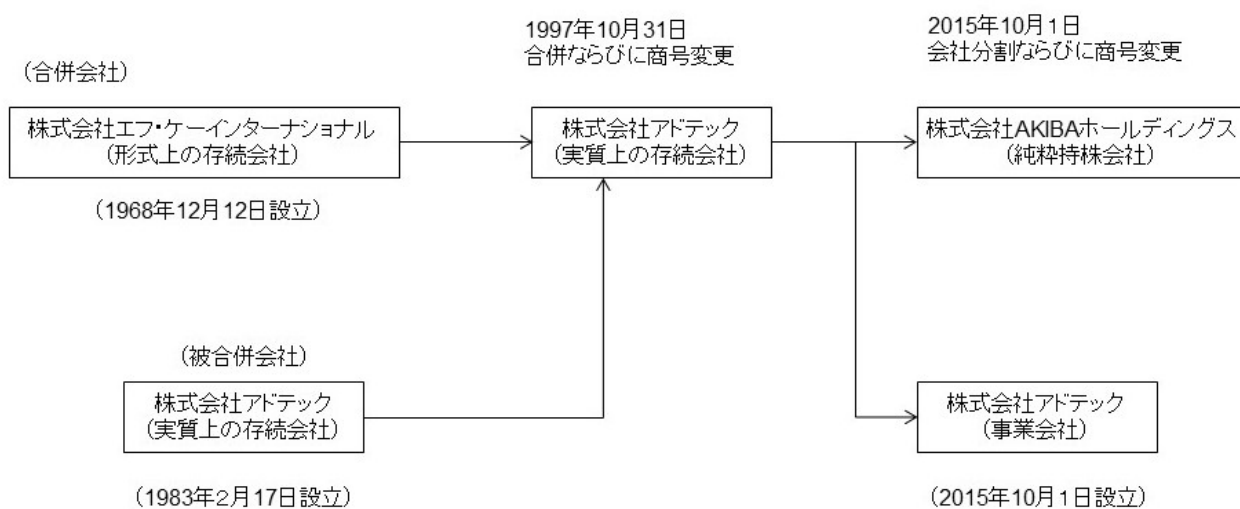 1997年10月31日
合併ならびに商号変更
2015年10月1日
会社分割ならびに商号変更
(合併会社)
株式会社エフ・ケーインターナショナル
(形式上の存続会社)
株式会社アドテック
(実質上の存続会社)
株式会社AKIBAホールディングス
(純粋持株会社)
(1968年12月12日設立)
(被合併会社)
株式会社アドテック
(実質上の存続会社)
株式会社アドテック
(事業会社)
(1983年2月17日設立)
(2015年10月1日設立)